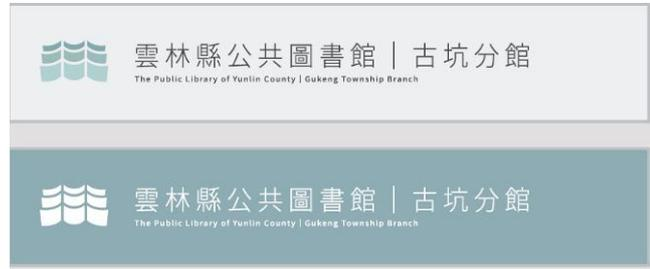 雲林縣公共圖書館｜古坑分館
The Public Library of Yunlin County | Gukeng Township Branch
雲林縣公共圖書館｜古坑分館
The Public Library of Yunlin County | Gukeng Township Branch